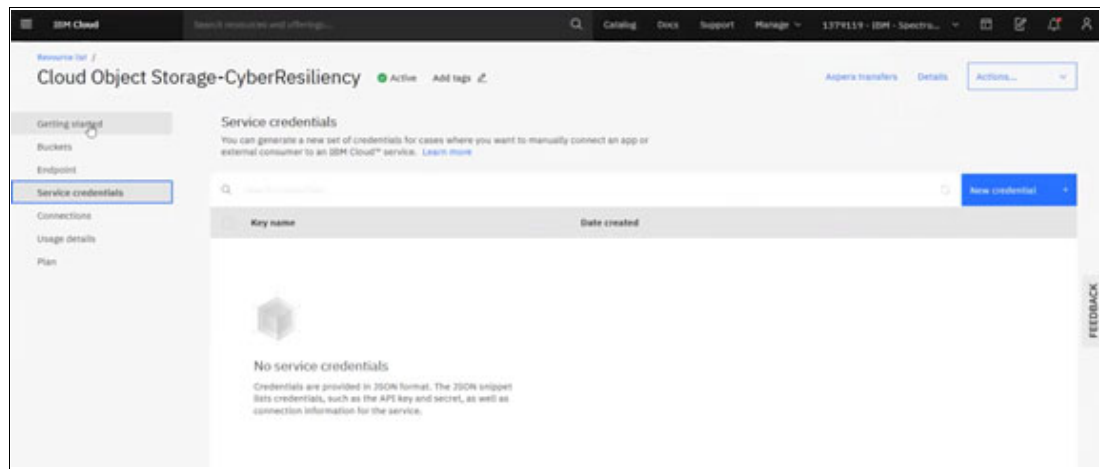 IBM Cloud
Search resources and offerings...
Catalog
Docs
Support
Manage
1379119 - IBM - Spectru...
Resource list /
Cloud Object Storage-CyberResiliency
Active
Add tags
Aspera transfers
Details
Actions...
Getting started
Buckets
Endpoint
Service credentials
Connections
Usage details
Plan
Service credentials
You can generate a new set of credentials for cases where you want to manually connect an app or
external consumer to an IBM Cloud™ service. Learn more
New credential +
Key name
Date created
No service credentials
Credentials are provided in JSON format. The JSON snippet
lists credentials, such as the API key and secret, as well as
connection information for the service.
FEEDBACK